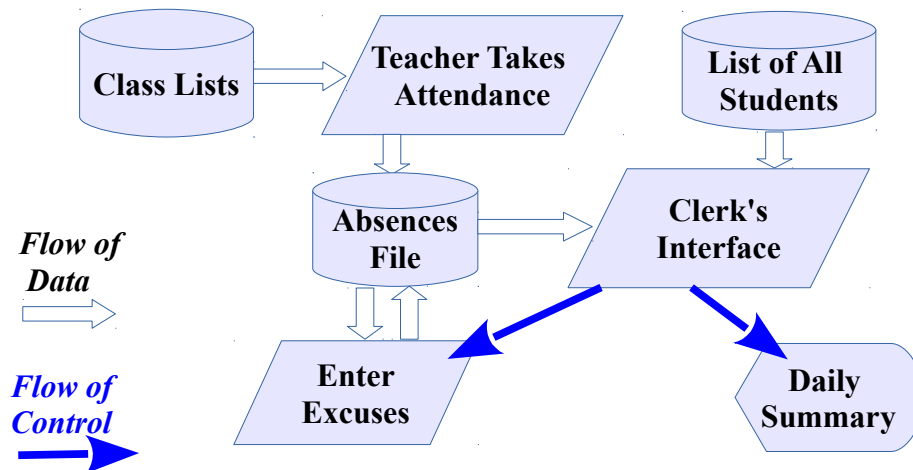 Class Lists
Teacher Takes
Attendance
List of All
Students
Absences
File
Clerk's
Interface
Flow of
Data
Enter
Excuses
Daily
Summary
Flow of
Control